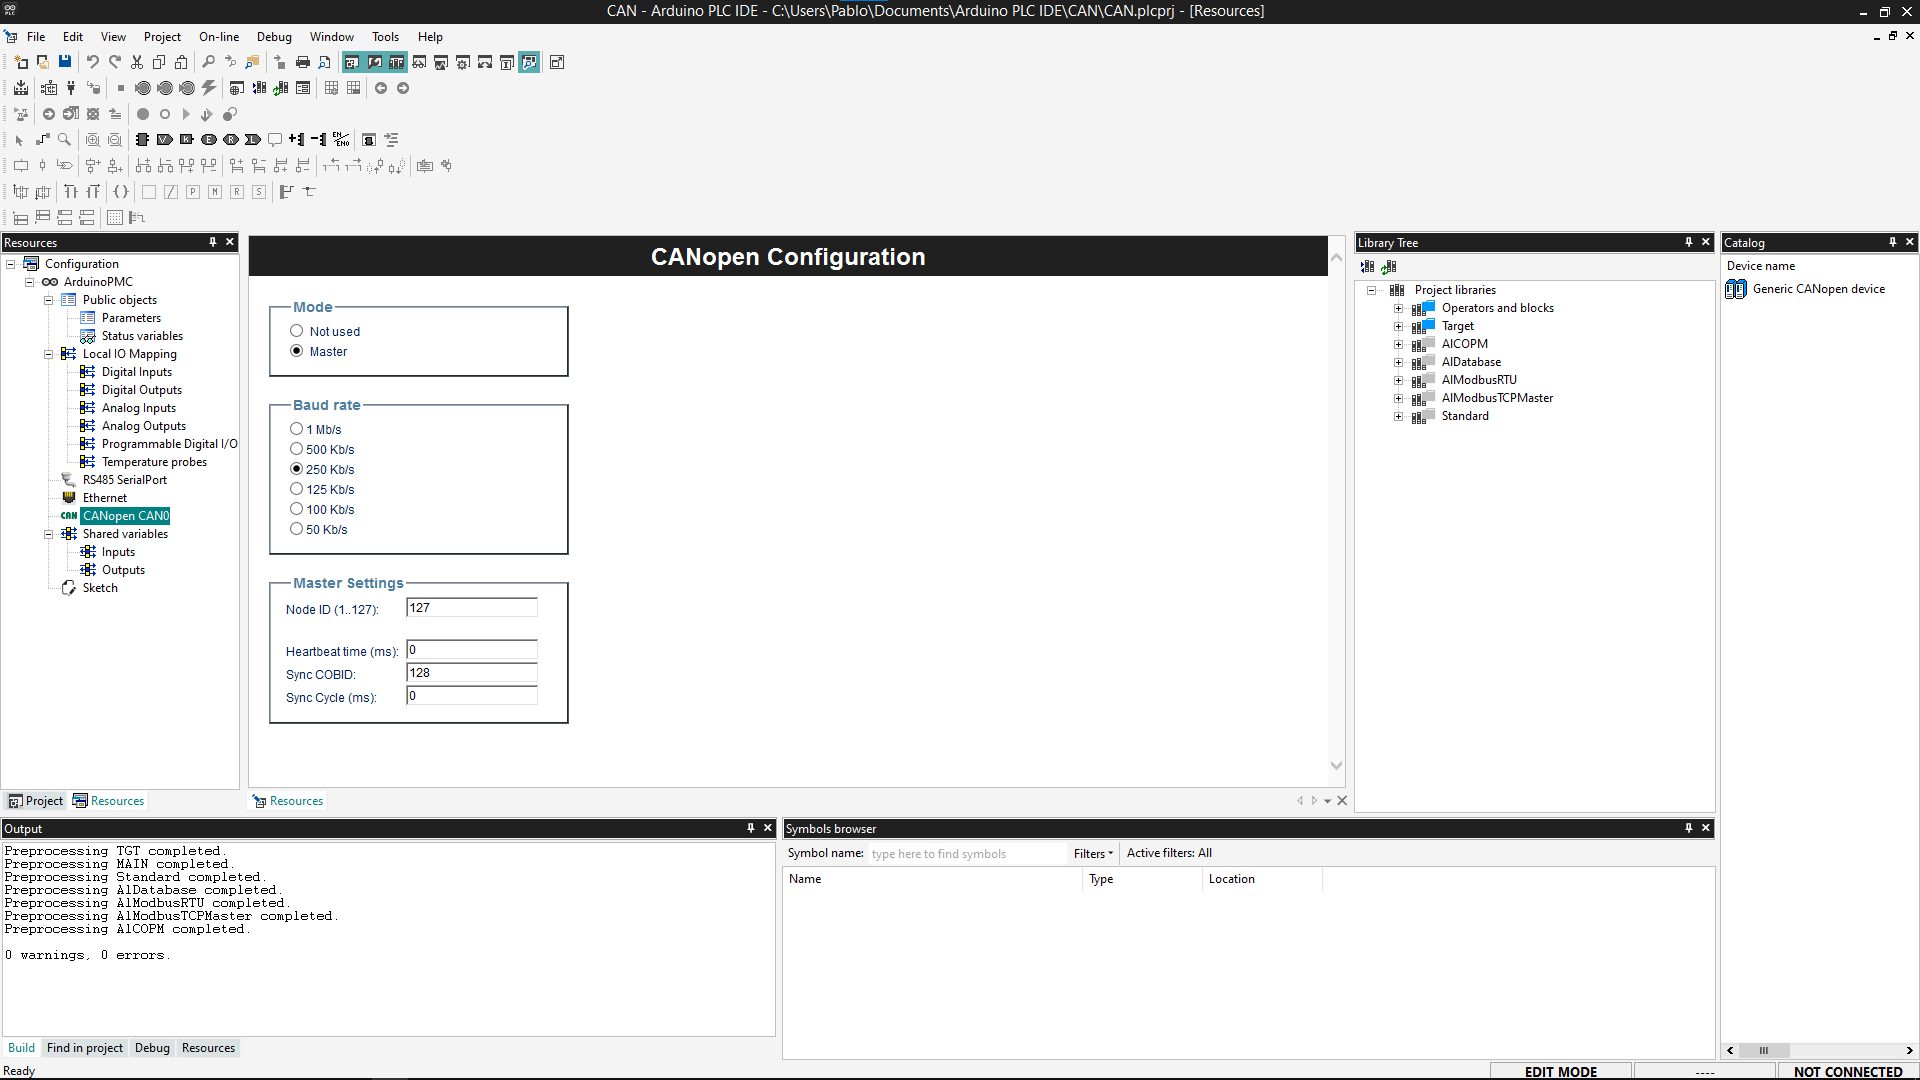 CAN - Arduino PLC IDE - C:\Users\Pablo\Documents\Arduino PLC IDE\CAN\CAN.plcprj - [Resources]
File Edit View Project On-line Debug Window Tools Help
EN/ENO
P N R S
Resources
Configuration
ArduinoPMC
Public objects
Parameters
Status variables
Local IO Mapping
Digital Inputs
Digital Outputs
Analog Inputs
Analog Outputs
Programmable Digital I/O
Temperature probes
RS485 SerialPort
Ethernet
CAN CANopen CAN0
Shared variables
Inputs
Outputs
Sketch
Project Resources
CANopen Configuration
Mode
Not used
Master
Baud rate
1 Mb/s
500 Kb/s
250 Kb/s
125 Kb/s
100 Kb/s
50 Kb/s
Master Settings
Node ID (1..127): 127
Heartbeat time (ms): 0
Sync COBID: 128
Sync Cycle (ms): 0
Resources
Library Tree
Project libraries
Operators and blocks
Target
AlCOPM
AlDatabase
AlModbusRTU
AlModbusTCPMaster
Standard
Catalog
Device name
Generic CANopen device
Output
Preprocessing TGT completed.
Preprocessing MAIN completed.
Preprocessing Standard completed.
Preprocessing AlDatabase completed.
Preprocessing AlModbusRTU completed.
Preprocessing AlModbusTCPMaster completed.
Preprocessing AlCOPM completed.
0 warnings, 0 errors.
Build Find in project Debug Resources
Symbols browser
Symbol name: type here to find symbols Filters Active filters: All
Name Type Location
Ready
EDIT MODE ---- NOT CONNECTED